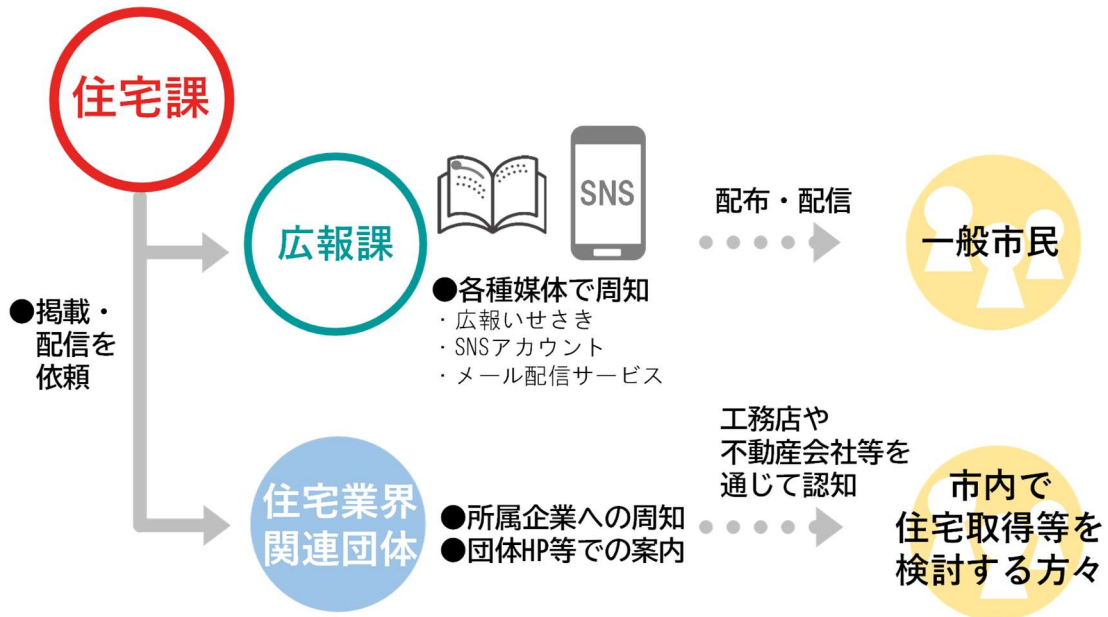 住宅課
広報課
SNS
配布・配信
一般市民
●掲載・
配信を
依頼
●各種媒体で周知
・広報いせさき
・SNSアカウント
・メール配信サービス
住宅業界
関連団体
●所属企業への周知
●団体HP等での案内
工務店や
不動産会社等を
通じて認知
市内で
住宅取得等を
検討する方々